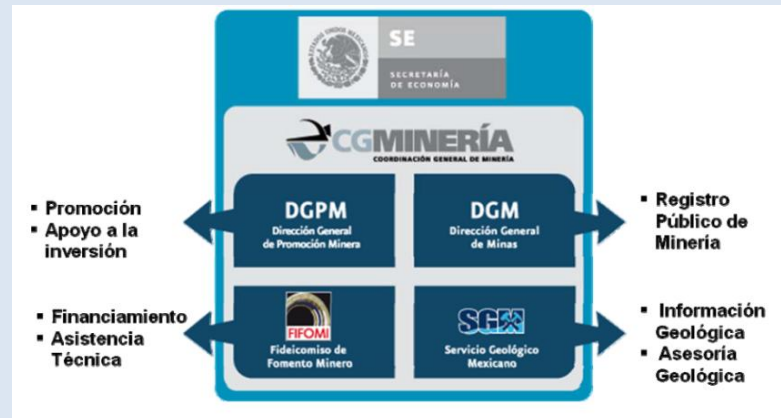 ESTADOS UNIDOS MEXICANOS
SE
SECRETARÍA
DE ECONOMÍA
CGMINERÍA
COORDINACIÓN GENERAL DE MINERÍA
▪ Promoción
▪ Apoyo a la
inversión
DGPM
Dirección General
de Promoción Minera
DGM
Dirección General
de Minas
▪ Registro
Público de
Minería
▪ Financiamiento
▪ Asistencia
Técnica
FIFOMI
Fideicomiso de
Fomento Minero
SGM
Servicio Geológico
Mexicano
▪ Información
Geológica
▪ Asesoría
Geológica